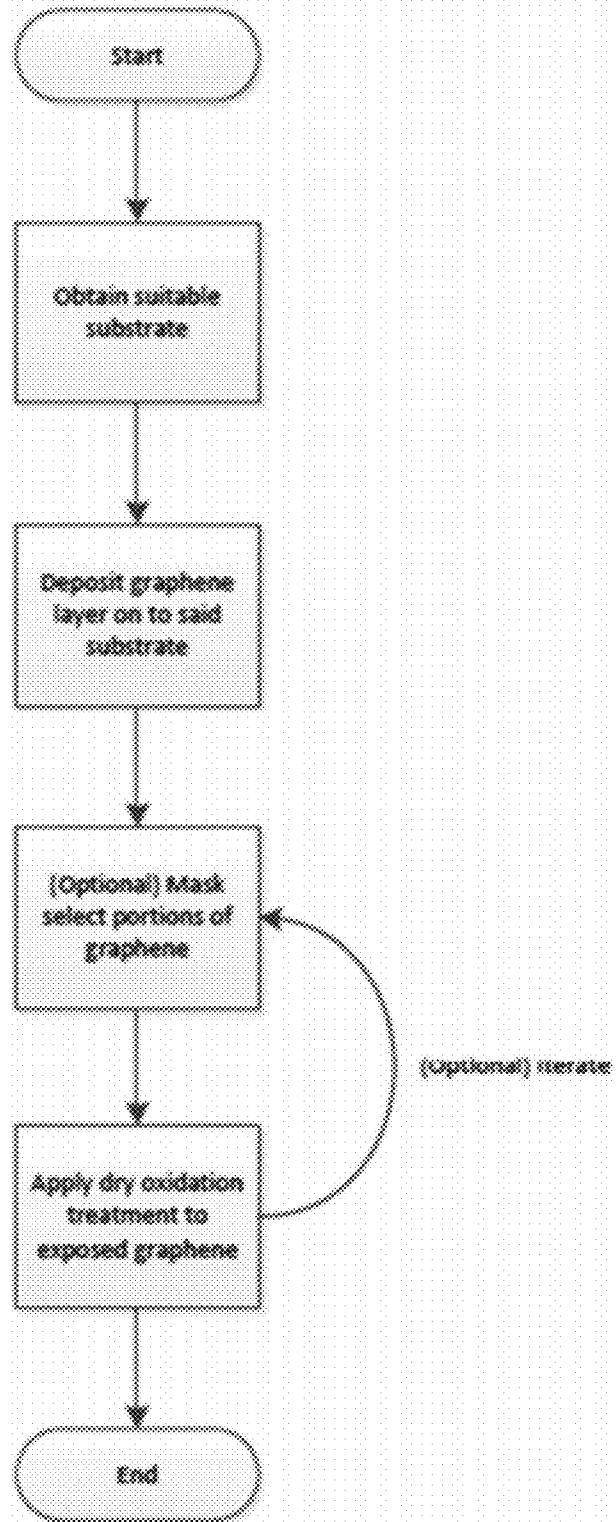 Start
Obtain suitable
substrate
Deposit graphene
layer on to said
substrate
(Optional) Mask
select portions of
graphene
(Optional) Iterate
Apply dry oxidation
treatment to
exposed graphene
End